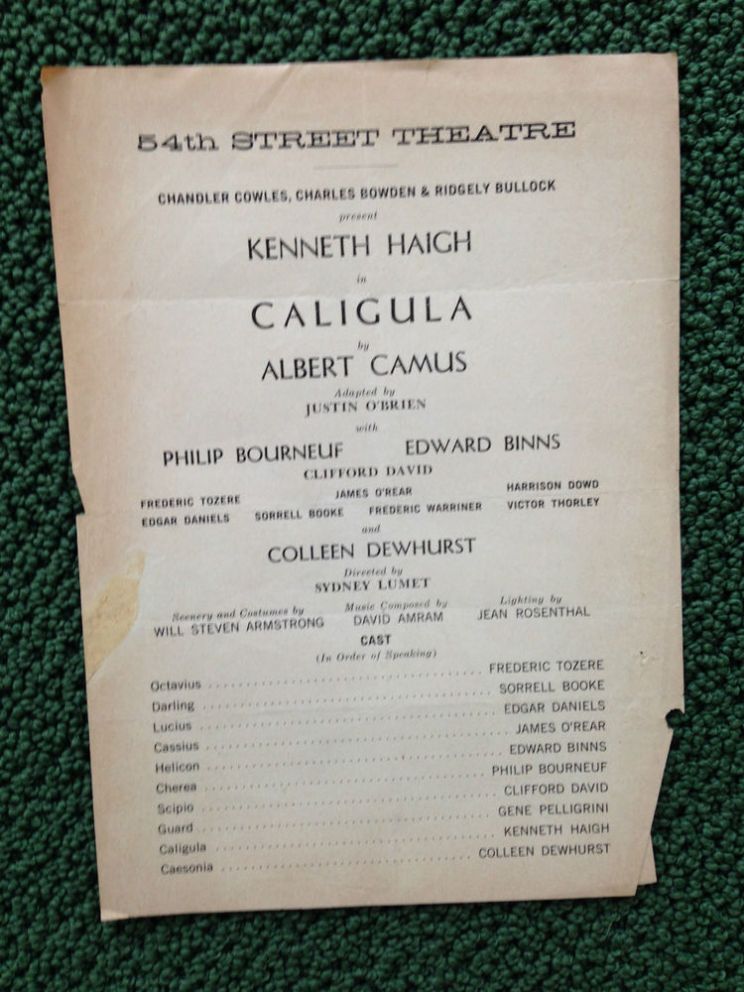 54th STREET THEATRE
CHANDLER COWLES, CHARLES BOWDEN & RIDGELY BULLOCK
present
KENNETH HAIGH
in
CALIGULA
by
ALBERT CAMUS
Adapted by
JUSTIN O'BRIEN
with
PHILIP BOURNEUF EDWARD BINNS
CLIFFORD DAVID
FREDERIC TOZERE JAMES O'REAR HARRISON DOWD
EDGAR DANIELS SORRELL BOOKE FREDERIC WARRINER VICTOR THORLEY
and
COLLEEN DEWHURST
Directed by
SYDNEY LUMET
Scenery and Costumes by Music Composed by Lighting by
WILL STEVEN ARMSTRONG DAVID AMRAM JEAN ROSENTHAL
CAST
(In Order of Speaking)
Octavius FREDERIC TOZERE
Darling SORRELL BOOKE
Lucius EDGAR DANIELS
Cassius JAMES O'REAR
Helicon EDWARD BINNS
Cherea PHILIP BOURNEUF
Scipio CLIFFORD DAVID
Guard GENE PELLIGRINI
Caligula KENNETH HAIGH
Caesonia COLLEEN DEWHURST